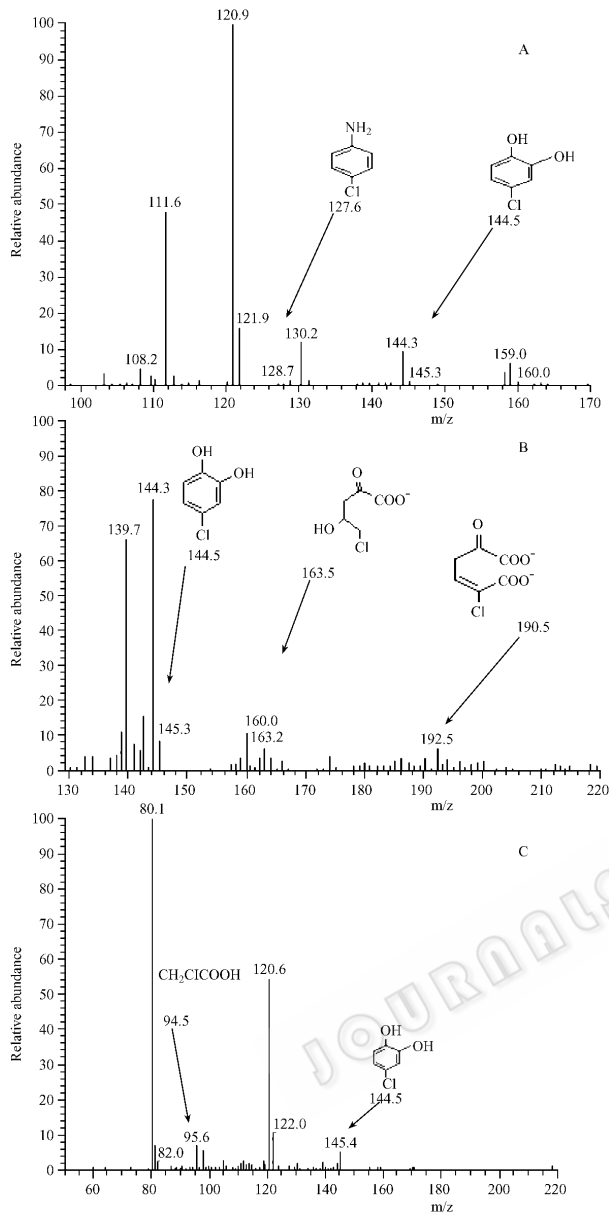 A
Relative abundance
100
90
80
70
60
50
40
30
20
10
0
120.9
111.6
121.9
108.2
128.7
130.2
144.3
145.3
159.0
160.0
NH2
Cl
127.6
OH
OH
Cl
144.5
100
110
120
130
140
150
160
170
m/z
B
Relative abundance
100
90
80
70
60
50
40
30
20
10
0
139.7
144.3
145.3
160.0
163.2
192.5
OH
OH
Cl
144.5
O
COO−
HO
Cl
163.5
O
COO−
COO−
Cl
190.5
130
140
150
160
170
180
190
200
210
220
m/z
C
Relative abundance
100
90
80
70
60
50
40
30
20
10
0
80.1
82.0
95.6
120.6
122.0
145.4
CH2ClCOOH
94.5
OH
OH
Cl
144.5
60
80
100
120
140
160
180
200
220
m/z
JOURNALS